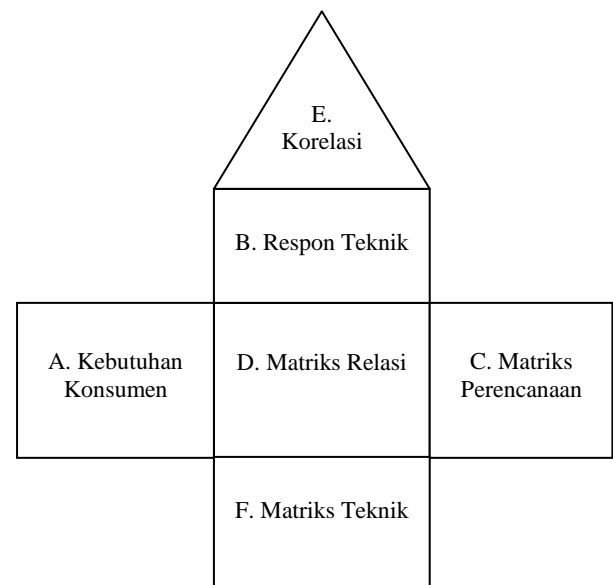 E.
Korelasi
B. Respon Teknik
A. Kebutuhan
Konsumen
D. Matriks Relasi
C. Matriks
Perencanaan
F. Matriks Teknik